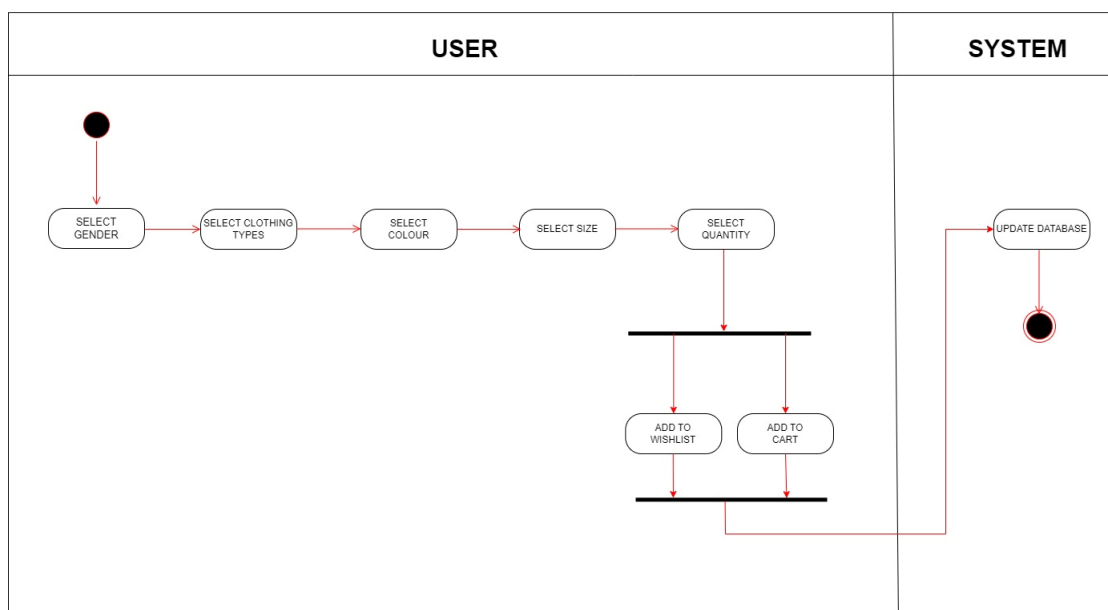 USER
SYSTEM
SELECT
GENDER
SELECT CLOTHING
TYPES
SELECT
COLOUR
SELECT SIZE
SELECT
QUANTITY
UPDATE DATABASE
ADD TO
WISHLIST
ADD TO
CART